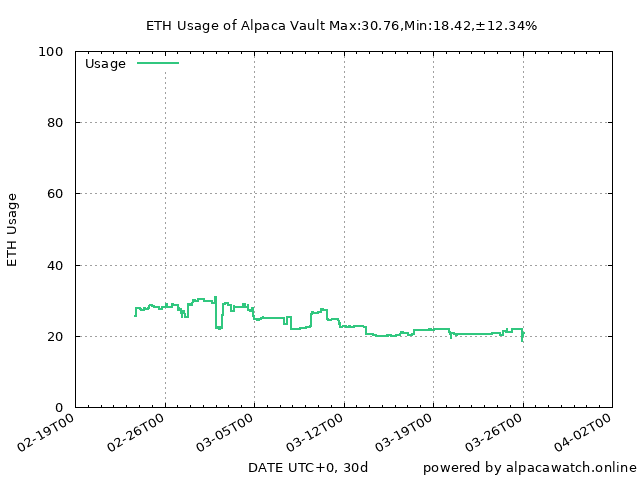 ETH Usage of Alpaca Vault Max:30.76,Min:18.42,±12.34%
Usage
100
80
60
40
20
0
ETH Usage
02-19T00
02-26T00
03-05T00
03-12T00
03-19T00
03-26T00
04-02T00
DATE UTC+0, 30d
powered by alpacawatch.online